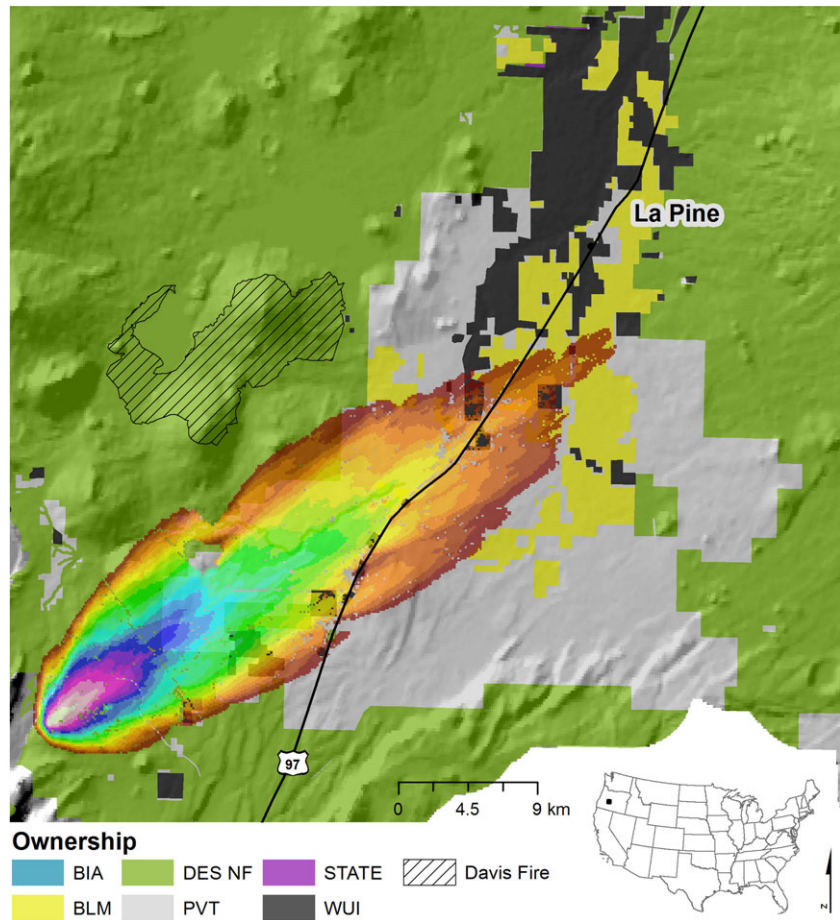 La Pine
97
0 4.5 9 km
Ownership
BIA DES NF STATE Davis Fire
BLM PVT WUI
N